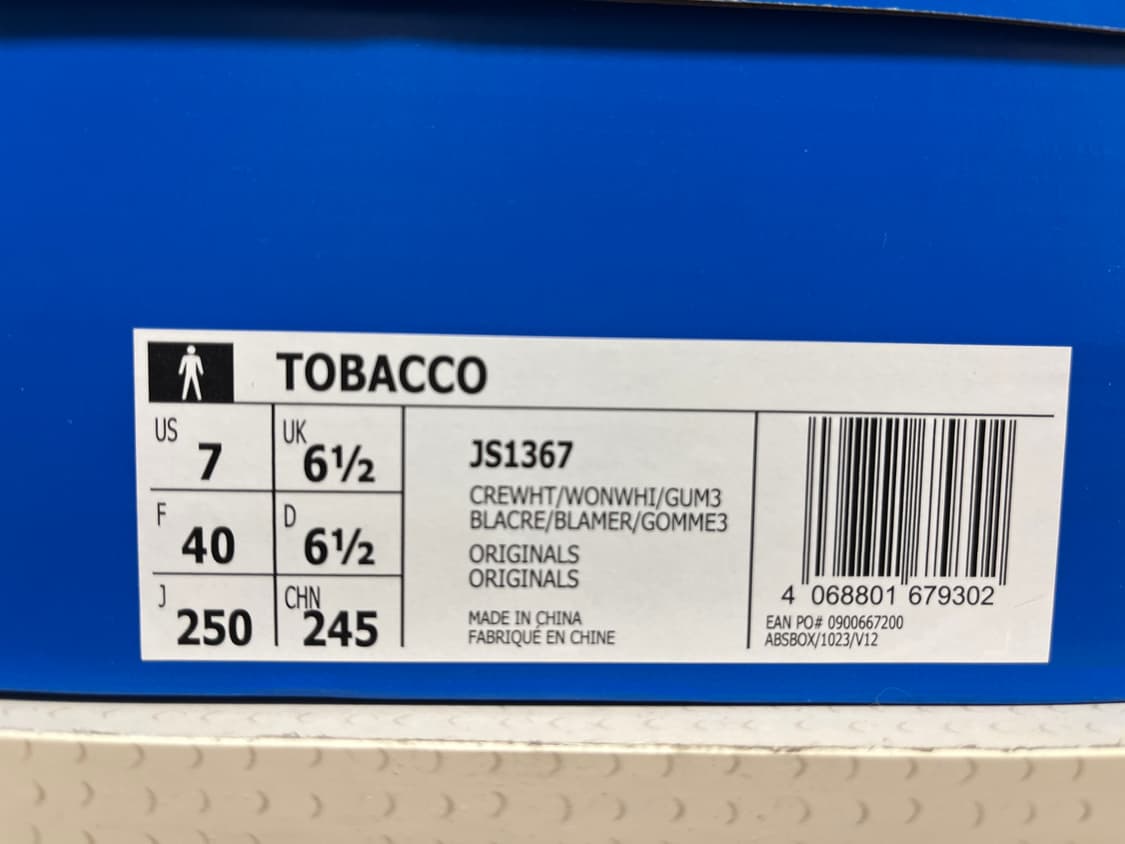 TOBACCO
US 7
UK 6½
F 40
D 6½
J 250
CHN 245
JS1367
CREWHT/WONWHI/GUM3
BLACRE/BLAMER/GOMME3
ORIGINALS
ORIGINALS
MADE IN CHINA
FABRIQUÉ EN CHINE
4 068801 679302
EAN PO# 0900667200
ABSBOX/1023/V12